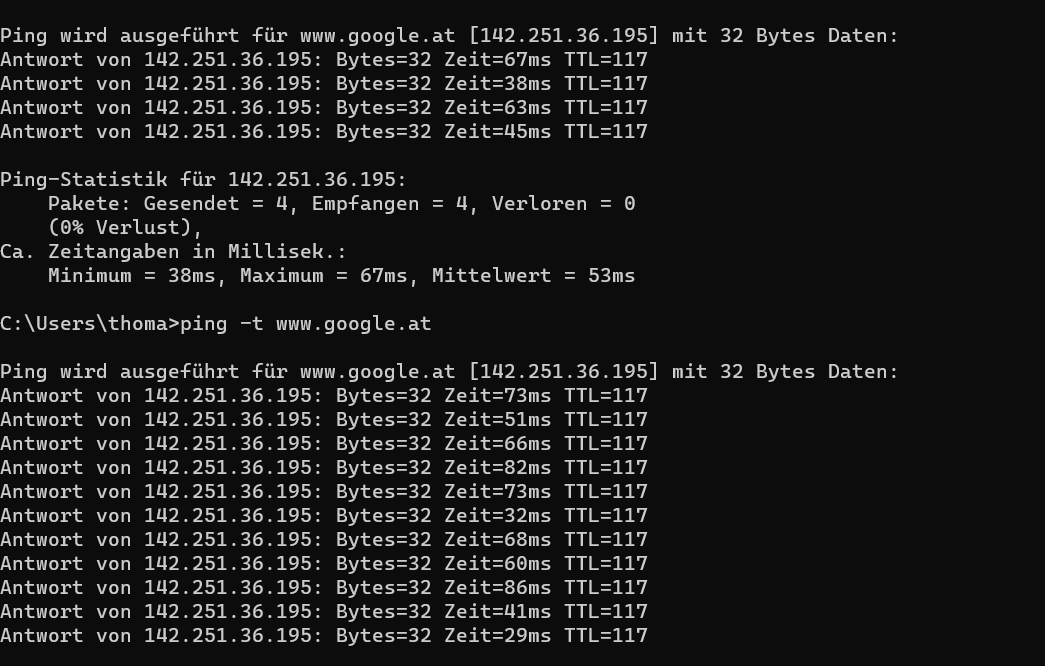 Ping wird ausgeführt für www.google.at [142.251.36.195] mit 32 Bytes Daten:
Antwort von 142.251.36.195: Bytes=32 Zeit=67ms TTL=117
Antwort von 142.251.36.195: Bytes=32 Zeit=38ms TTL=117
Antwort von 142.251.36.195: Bytes=32 Zeit=63ms TTL=117
Antwort von 142.251.36.195: Bytes=32 Zeit=45ms TTL=117

Ping-Statistik für 142.251.36.195:
    Pakete: Gesendet = 4, Empfangen = 4, Verloren = 0
    (0% Verlust),
Ca. Zeitangaben in Millisek.:
    Minimum = 38ms, Maximum = 67ms, Mittelwert = 53ms

C:\Users\thoma>ping -t www.google.at

Ping wird ausgeführt für www.google.at [142.251.36.195] mit 32 Bytes Daten:
Antwort von 142.251.36.195: Bytes=32 Zeit=73ms TTL=117
Antwort von 142.251.36.195: Bytes=32 Zeit=51ms TTL=117
Antwort von 142.251.36.195: Bytes=32 Zeit=66ms TTL=117
Antwort von 142.251.36.195: Bytes=32 Zeit=82ms TTL=117
Antwort von 142.251.36.195: Bytes=32 Zeit=73ms TTL=117
Antwort von 142.251.36.195: Bytes=32 Zeit=32ms TTL=117
Antwort von 142.251.36.195: Bytes=32 Zeit=68ms TTL=117
Antwort von 142.251.36.195: Bytes=32 Zeit=60ms TTL=117
Antwort von 142.251.36.195: Bytes=32 Zeit=86ms TTL=117
Antwort von 142.251.36.195: Bytes=32 Zeit=41ms TTL=117
Antwort von 142.251.36.195: Bytes=32 Zeit=29ms TTL=117